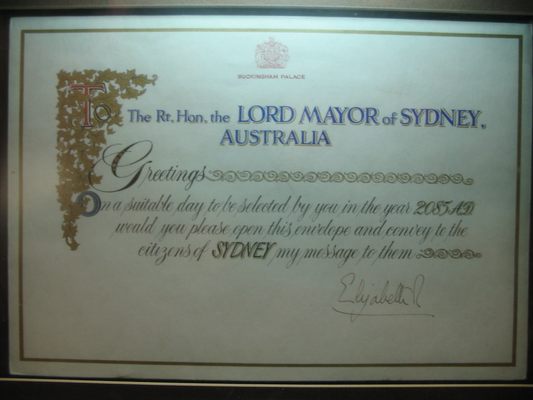 BUCKINGHAM PALACE
To The Rt. Hon. the LORD MAYOR of SYDNEY.
AUSTRALIA
Greetings
On a suitable day to be selected by you in the year 2085 A.D
would you please open this envelope and convey to the
citizens of SYDNEY my message to them
Elizabeth R